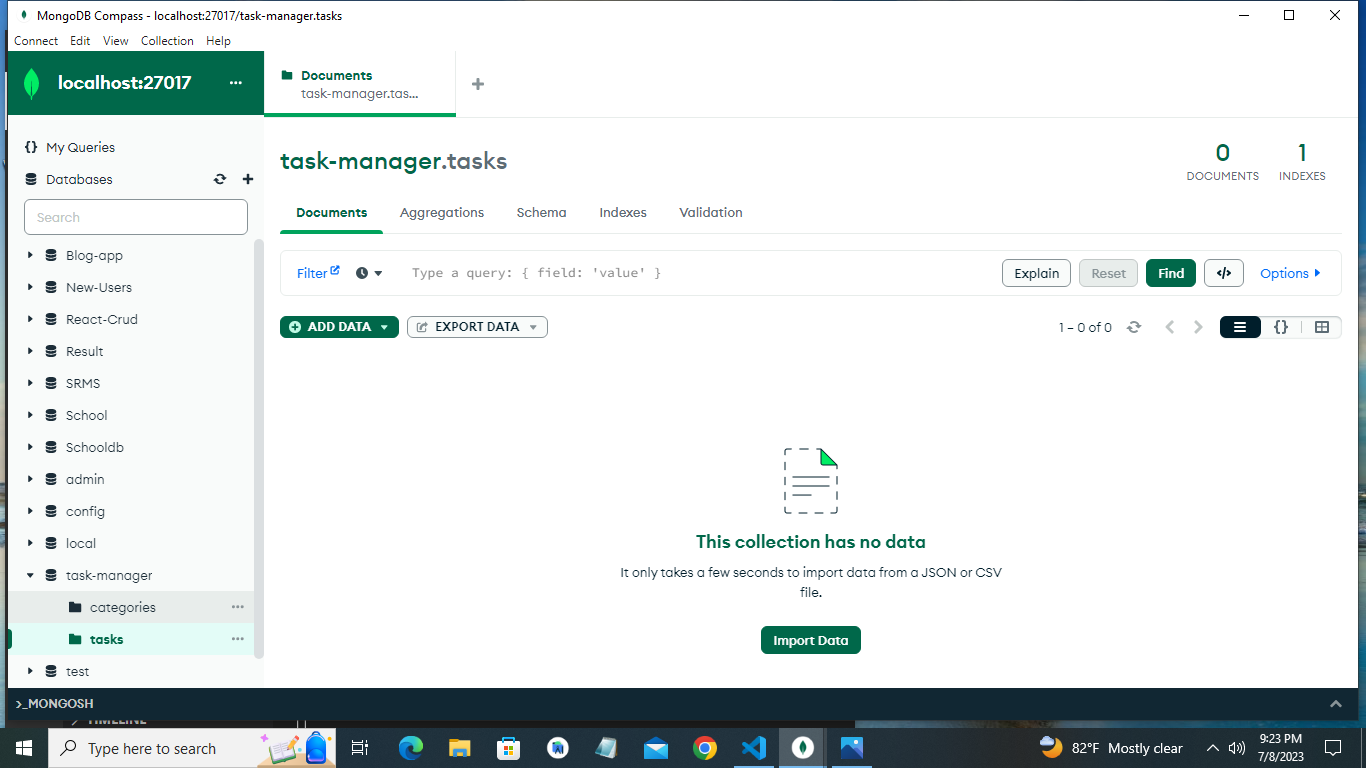 MongoDB Compass - localhost:27017/task-manager.tasks
Connect Edit View Collection Help
localhost:27017
Documents
task-manager.tas...
My Queries
Databases
Search
Blog-app
New-Users
React-Crud
Result
SRMS
School
Schooldb
admin
config
local
task-manager
categories
tasks
test
task-manager.tasks
0
DOCUMENTS
1
INDEXES
Documents Aggregations Schema Indexes Validation
Filter Type a query: { field: 'value' } Explain Reset Find </> Options
ADD DATA EXPORT DATA 1 – 0 of 0 {}
This collection has no data
It only takes a few seconds to import data from a JSON or CSV
file.
Import Data
>_MONGOSH
TIMELINE
Type here to search
82°F Mostly clear
9:23 PM
7/8/2023